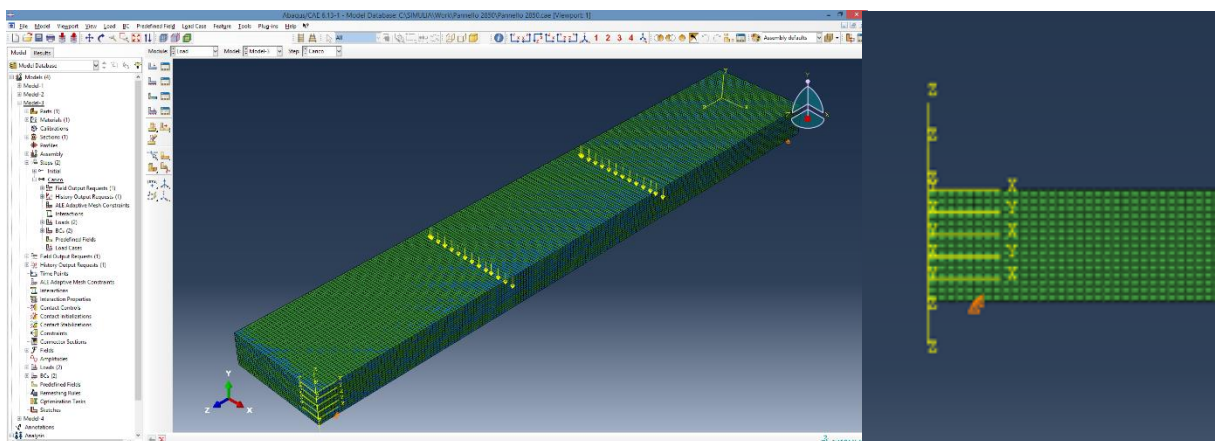 Abaqus/CAE 6.13-1 - Model Database: C:\SIMULIA\Work\Pannello 2850\Pannello 2850.cae [Viewport: 1]
File Model Viewport View Load BC Predefined Field Load Case Feature Tools Plug-ins Help
All
1 2 3 4
Assembly defaults
Model Results
Module: Load Model: Model-3 Step: Carico
Model Database
Models (4)
Model-1
Model-2
Model-3
Parts (1)
Materials (1)
Calibrations
Sections (1)
Profiles
Assembly
Steps (2)
Initial
Carico
Field Output Requests (1)
History Output Requests (1)
ALE Adaptive Mesh Constraints
Interactions
Loads (2)
BCs (2)
Predefined Fields
Load Cases
Field Output Requests (1)
History Output Requests (1)
Time Points
ALE Adaptive Mesh Constraints
Interactions
Interaction Properties
Contact Controls
Contact Initializations
Contact Stabilizations
Constraints
Connector Sections
Fields
Amplitudes
Loads (2)
BCs (2)
Predefined Fields
Remeshing Rules
Optimization Tasks
Sketches
Model-4
Annotations
Analysis
Y
Z
X
Z
X
Y
X
Y
X
Z